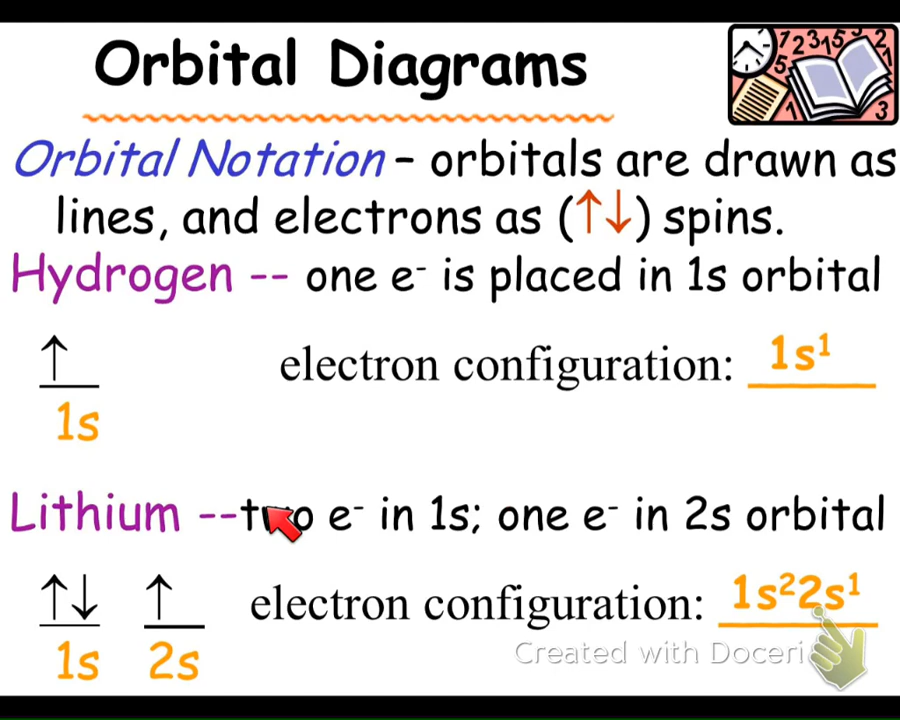 Orbital Diagrams
Orbital Notation – orbitals are drawn as
lines, and electrons as (↑↓) spins.
Hydrogen -- one e⁻ is placed in 1s orbital
↑ electron configuration: 1s¹
1s
Lithium --two e⁻ in 1s; one e⁻ in 2s orbital
↑↓ ↑ electron configuration: 1s²2s¹
1s 2s
Created with Doceri